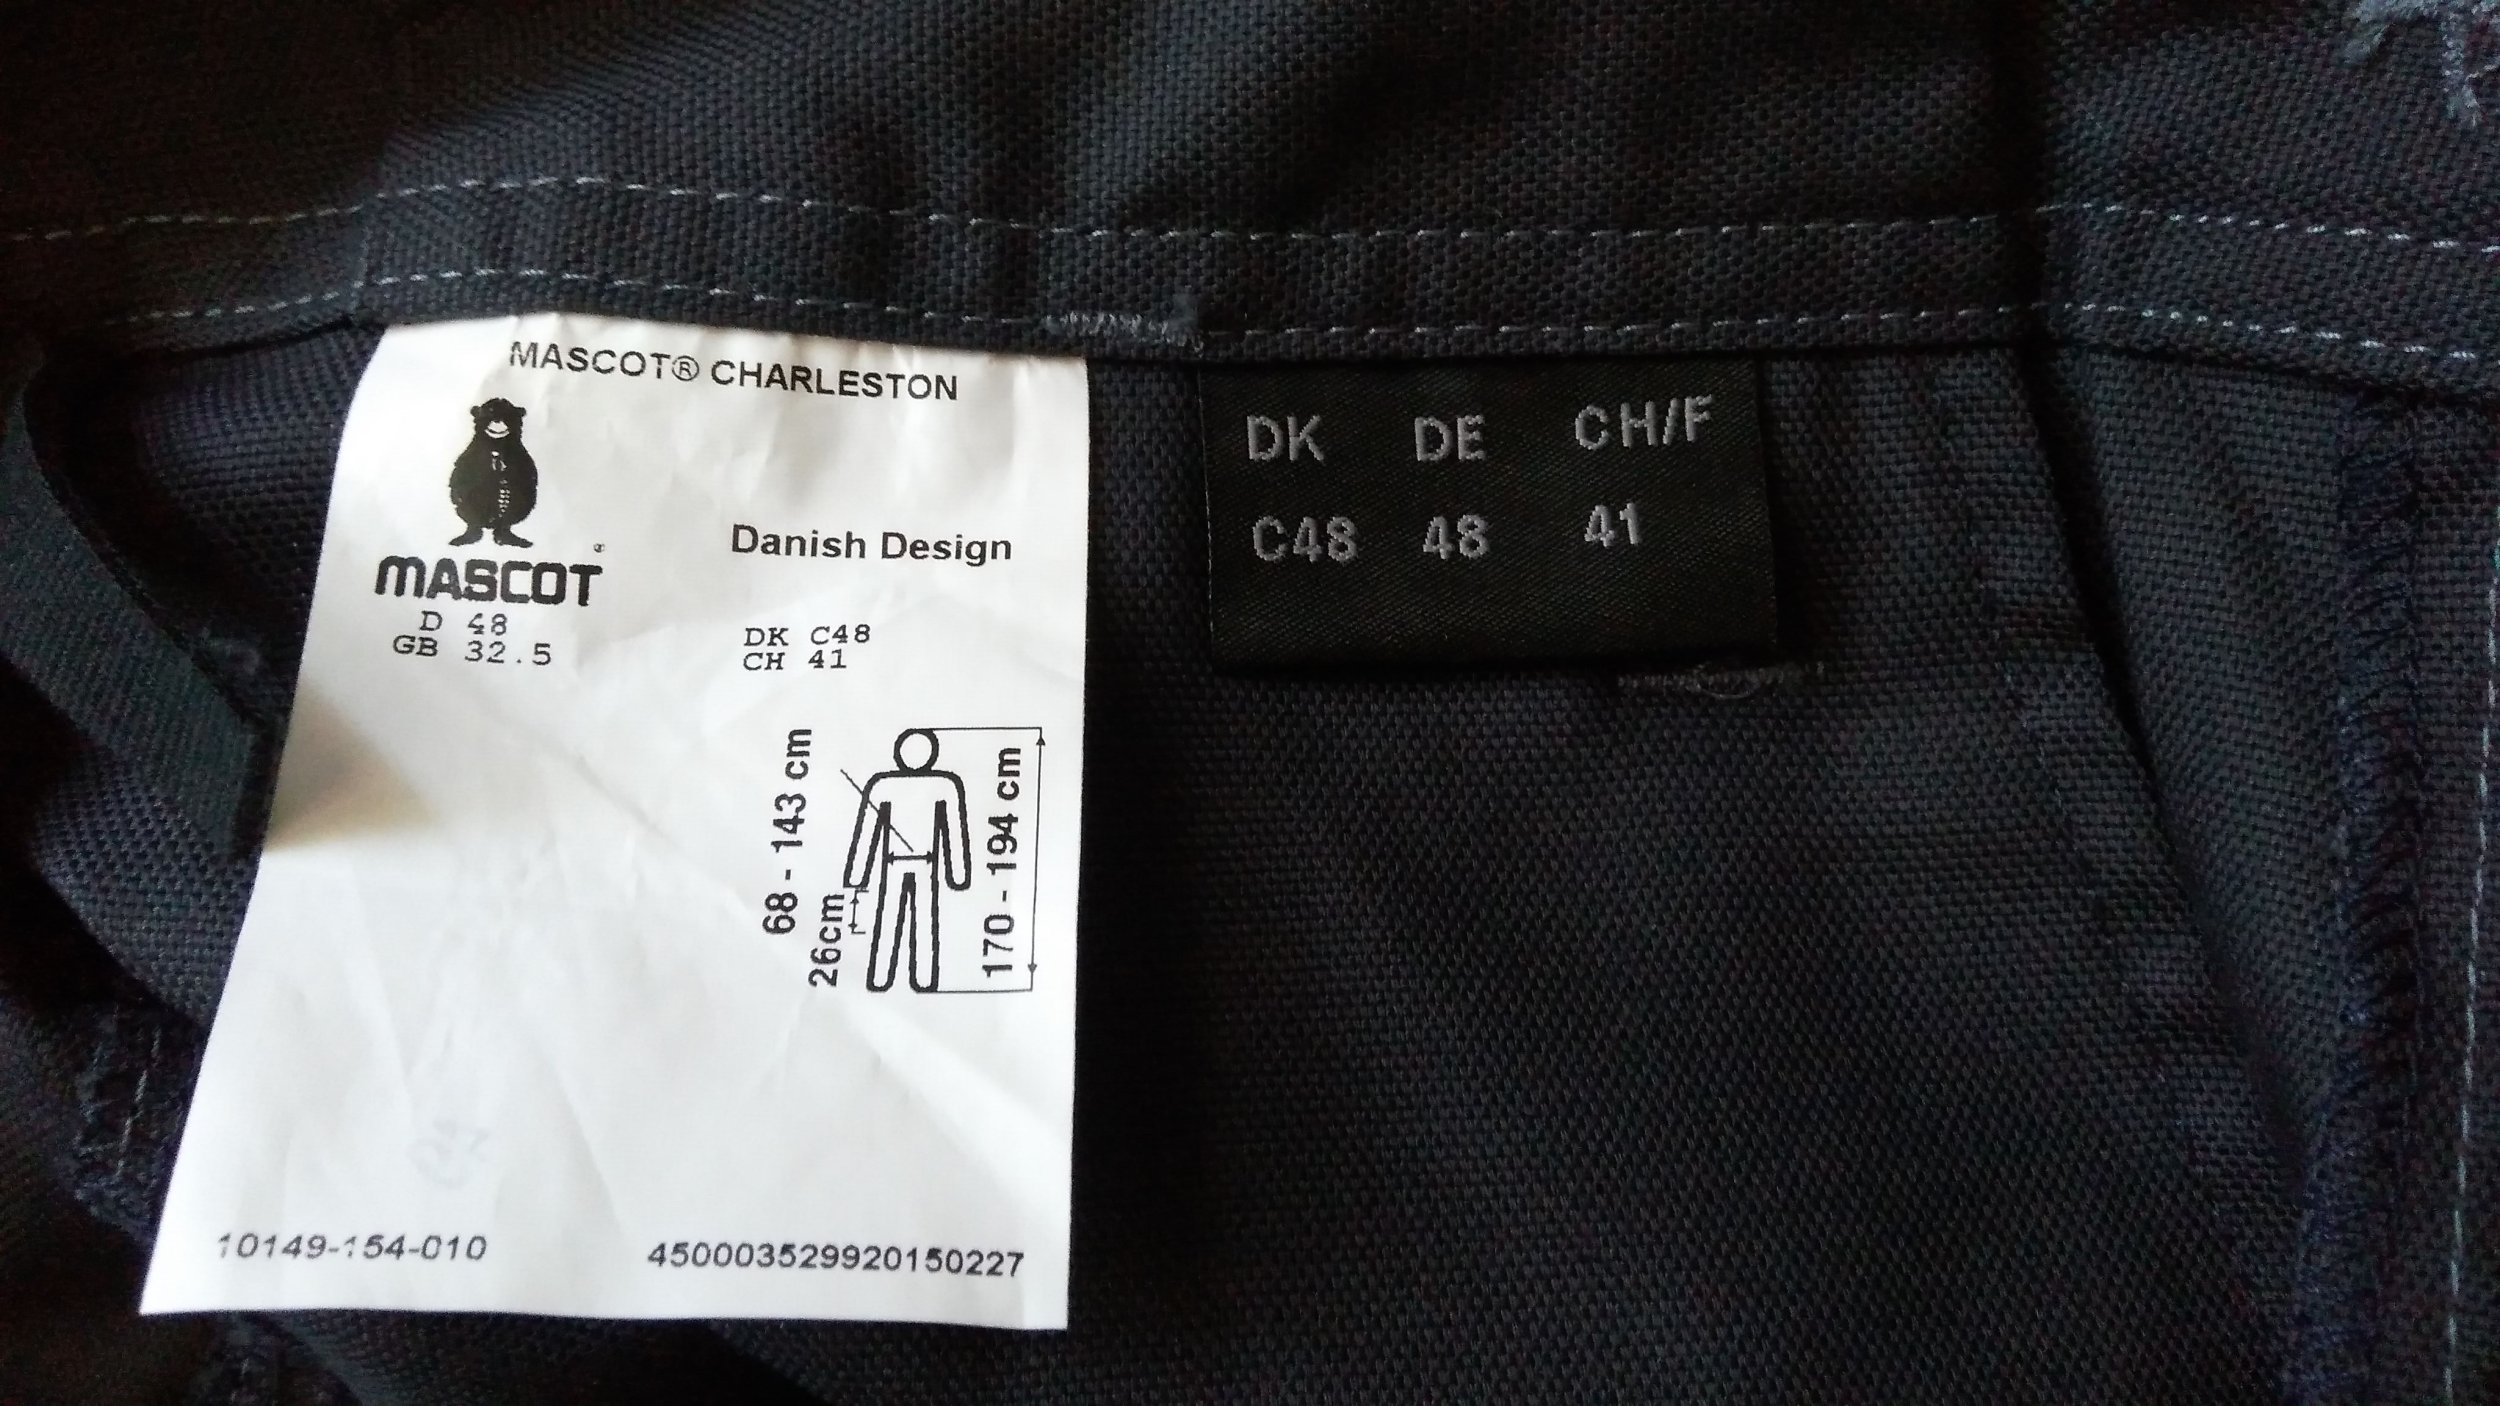 MASCOT® CHARLESTON
MASCOT®
Danish Design
D 48
GB 32.5
DK C48
CH 41
68 - 143 cm
26cm
170 - 194 cm
10149-154-010
450003529920150227
DK DE CH/F
C48 48 41